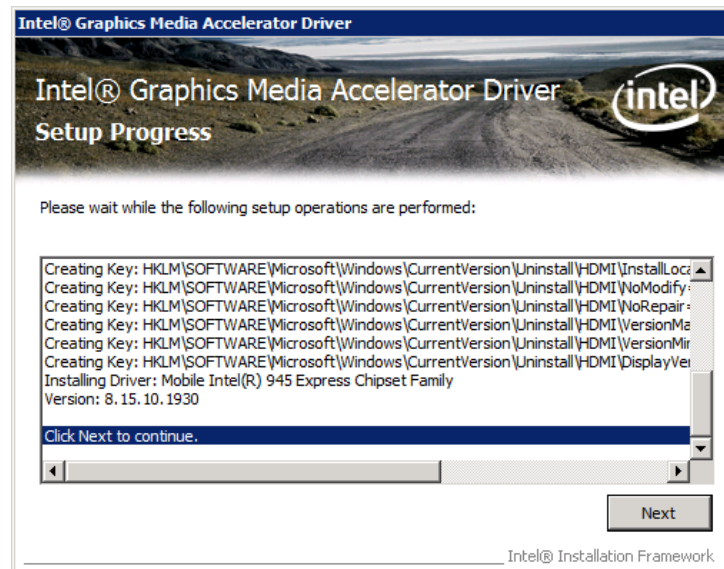 Intel® Graphics Media Accelerator Driver
Intel® Graphics Media Accelerator Driver
intel
Setup Progress
Please wait while the following setup operations are performed:
Creating Key: HKLM\SOFTWARE\Microsoft\Windows\CurrentVersion\Uninstall\HDMI\InstallLoca
Creating Key: HKLM\SOFTWARE\Microsoft\Windows\CurrentVersion\Uninstall\HDMI\NoModify=
Creating Key: HKLM\SOFTWARE\Microsoft\Windows\CurrentVersion\Uninstall\HDMI\NoRepair=
Creating Key: HKLM\SOFTWARE\Microsoft\Windows\CurrentVersion\Uninstall\HDMI\VersionMa
Creating Key: HKLM\SOFTWARE\Microsoft\Windows\CurrentVersion\Uninstall\HDMI\VersionMin
Creating Key: HKLM\SOFTWARE\Microsoft\Windows\CurrentVersion\Uninstall\HDMI\DisplayVer
Installing Driver: Mobile Intel(R) 945 Express Chipset Family
Version: 8.15.10.1930
Click Next to continue.
Next
Intel® Installation Framework